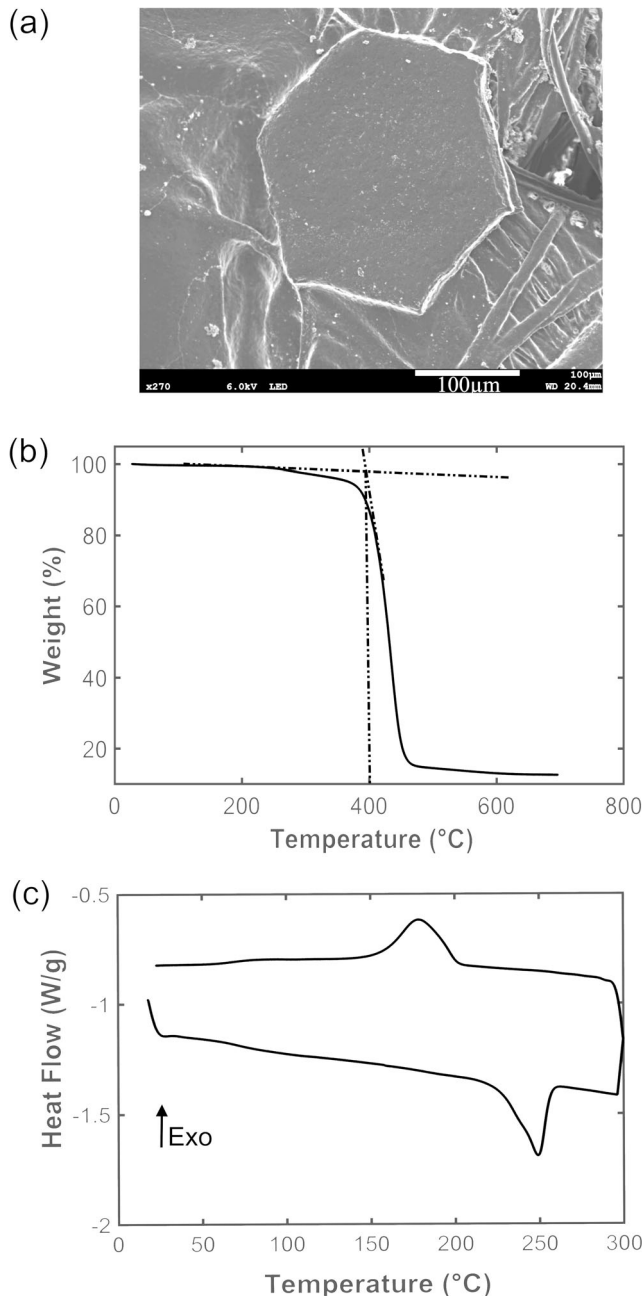 (a)
100µm
x270 6.0kV LED 100µm WD 20.4mm
(b)
100
80
60
40
20
Weight (%)
0 200 400 600 800
Temperature (°C)
(c)
-0.5
-1
-1.5
-2
Heat Flow (W/g)
Exo
0 50 100 150 200 250 300
Temperature (°C)